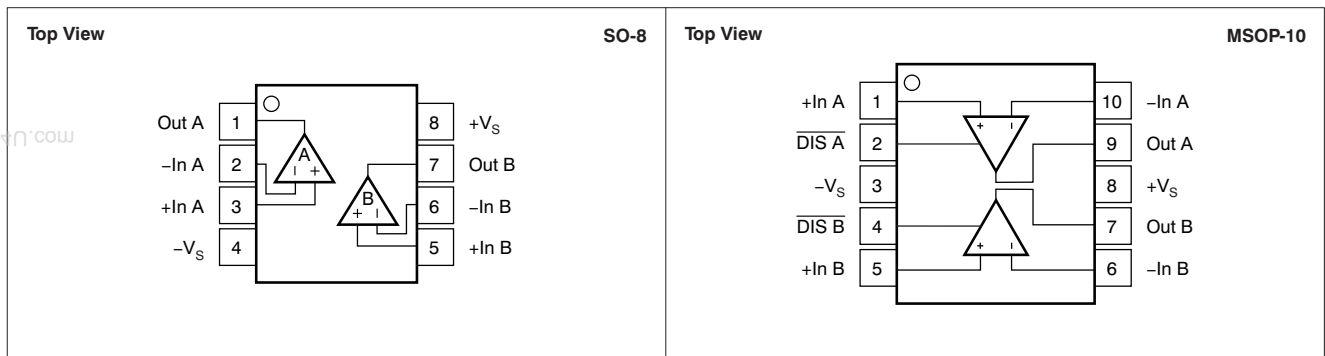 Top View
SO-8
Out A 1
−In A 2
+In A 3
−VS 4
8 +VS
7 Out B
6 −In B
5 +In B
A
− +
B
+ −
Top View
MSOP-10
+In A 1
DIS A 2
−VS 3
DIS B 4
+In B 5
10 −In A
9 Out A
8 +VS
7 Out B
6 −In B
+ −
+ −
4U.com